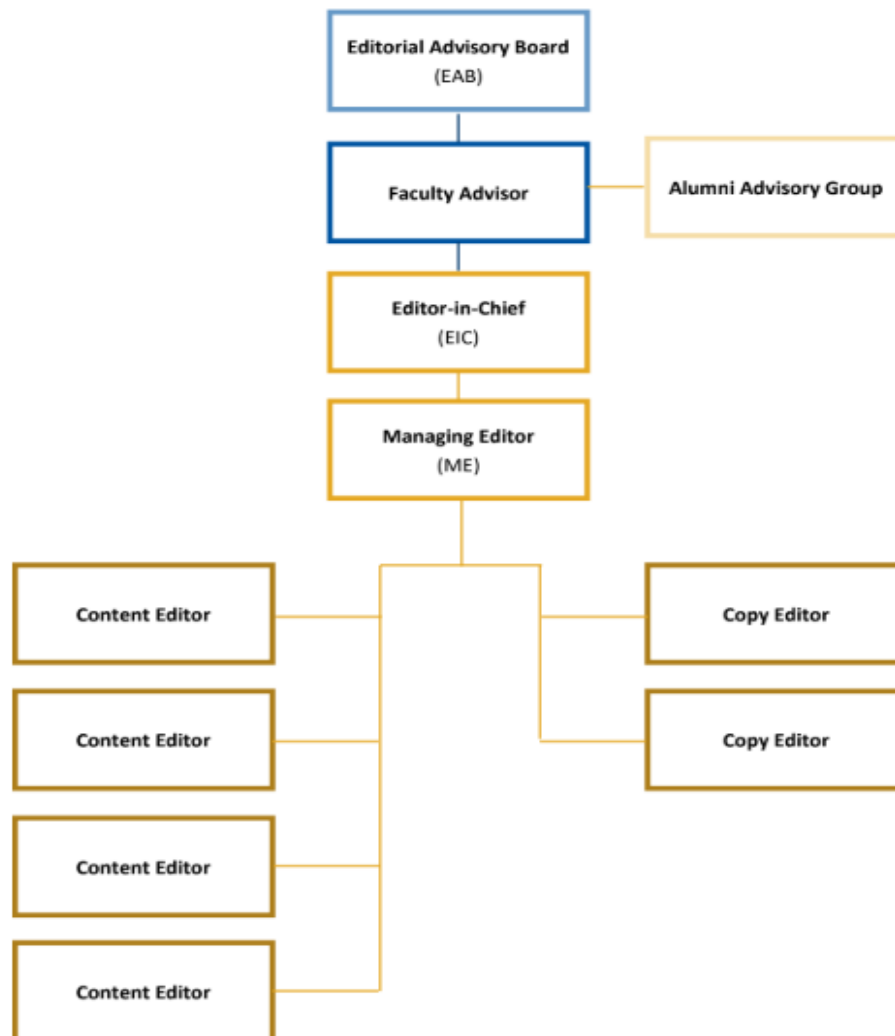 Editorial Advisory Board
(EAB)
Faculty Advisor
Alumni Advisory Group
Editor-in-Chief
(EIC)
Managing Editor
(ME)
Content Editor
Copy Editor
Content Editor
Copy Editor
Content Editor
Content Editor